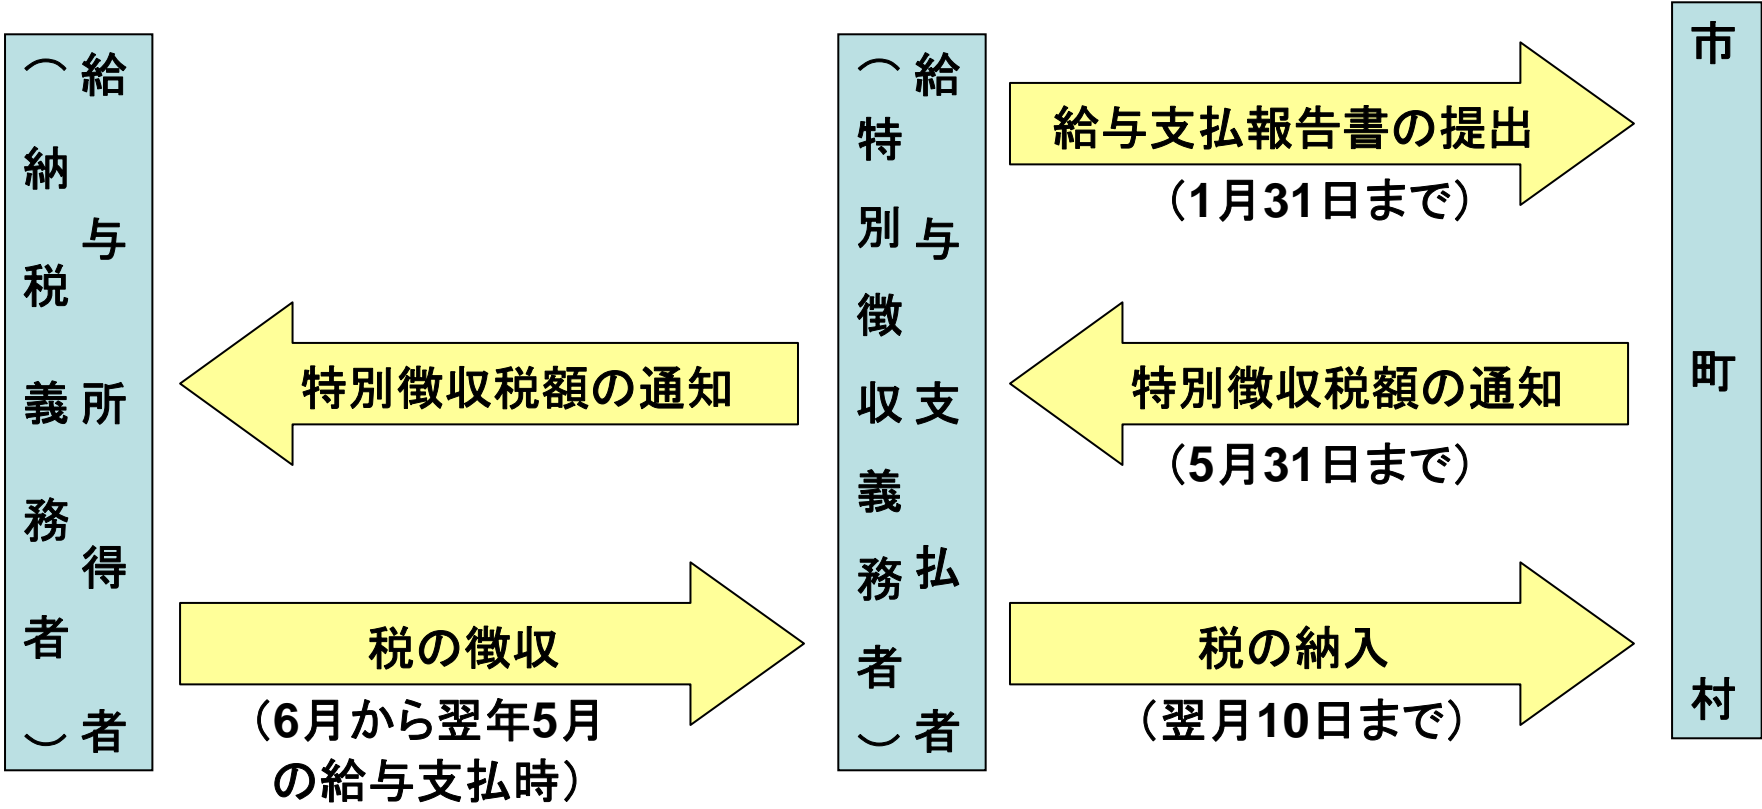 給与所得者
（納税義務者）
給与支払者
（特別徴収義務者）
市町村
給与支払報告書の提出
（1月31日まで）
特別徴収税額の通知
特別徴収税額の通知
（5月31日まで）
税の徴収
（6月から翌年5月
の給与支払時）
税の納入
（翌月10日まで）